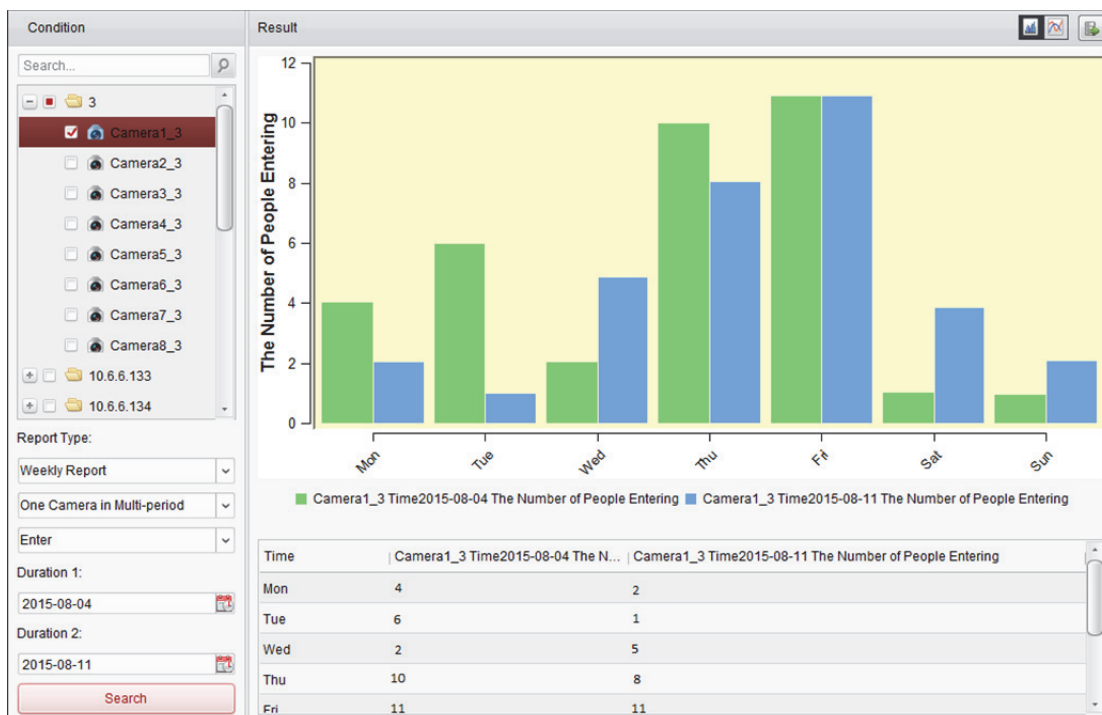 Condition
Search...
3
Camera1_3
Camera2_3
Camera3_3
Camera4_3
Camera5_3
Camera6_3
Camera7_3
Camera8_3
10.6.6.133
10.6.6.134
Report Type:
Weekly Report
One Camera in Multi-period
Enter
Duration 1:
2015-08-04
Duration 2:
2015-08-11
Search
Result
The Number of People Entering
12
10
8
6
4
2
0
Mon Tue Wed Thu Fri Sat Sun
Camera1_3 Time2015-08-04 The Number of People Entering Camera1_3 Time2015-08-11 The Number of People Entering
Time Camera1_3 Time2015-08-04 The N... Camera1_3 Time2015-08-11 The Number of People Entering
Mon 4 2
Tue 6 1
Wed 2 5
Thu 10 8
Fri 11 11